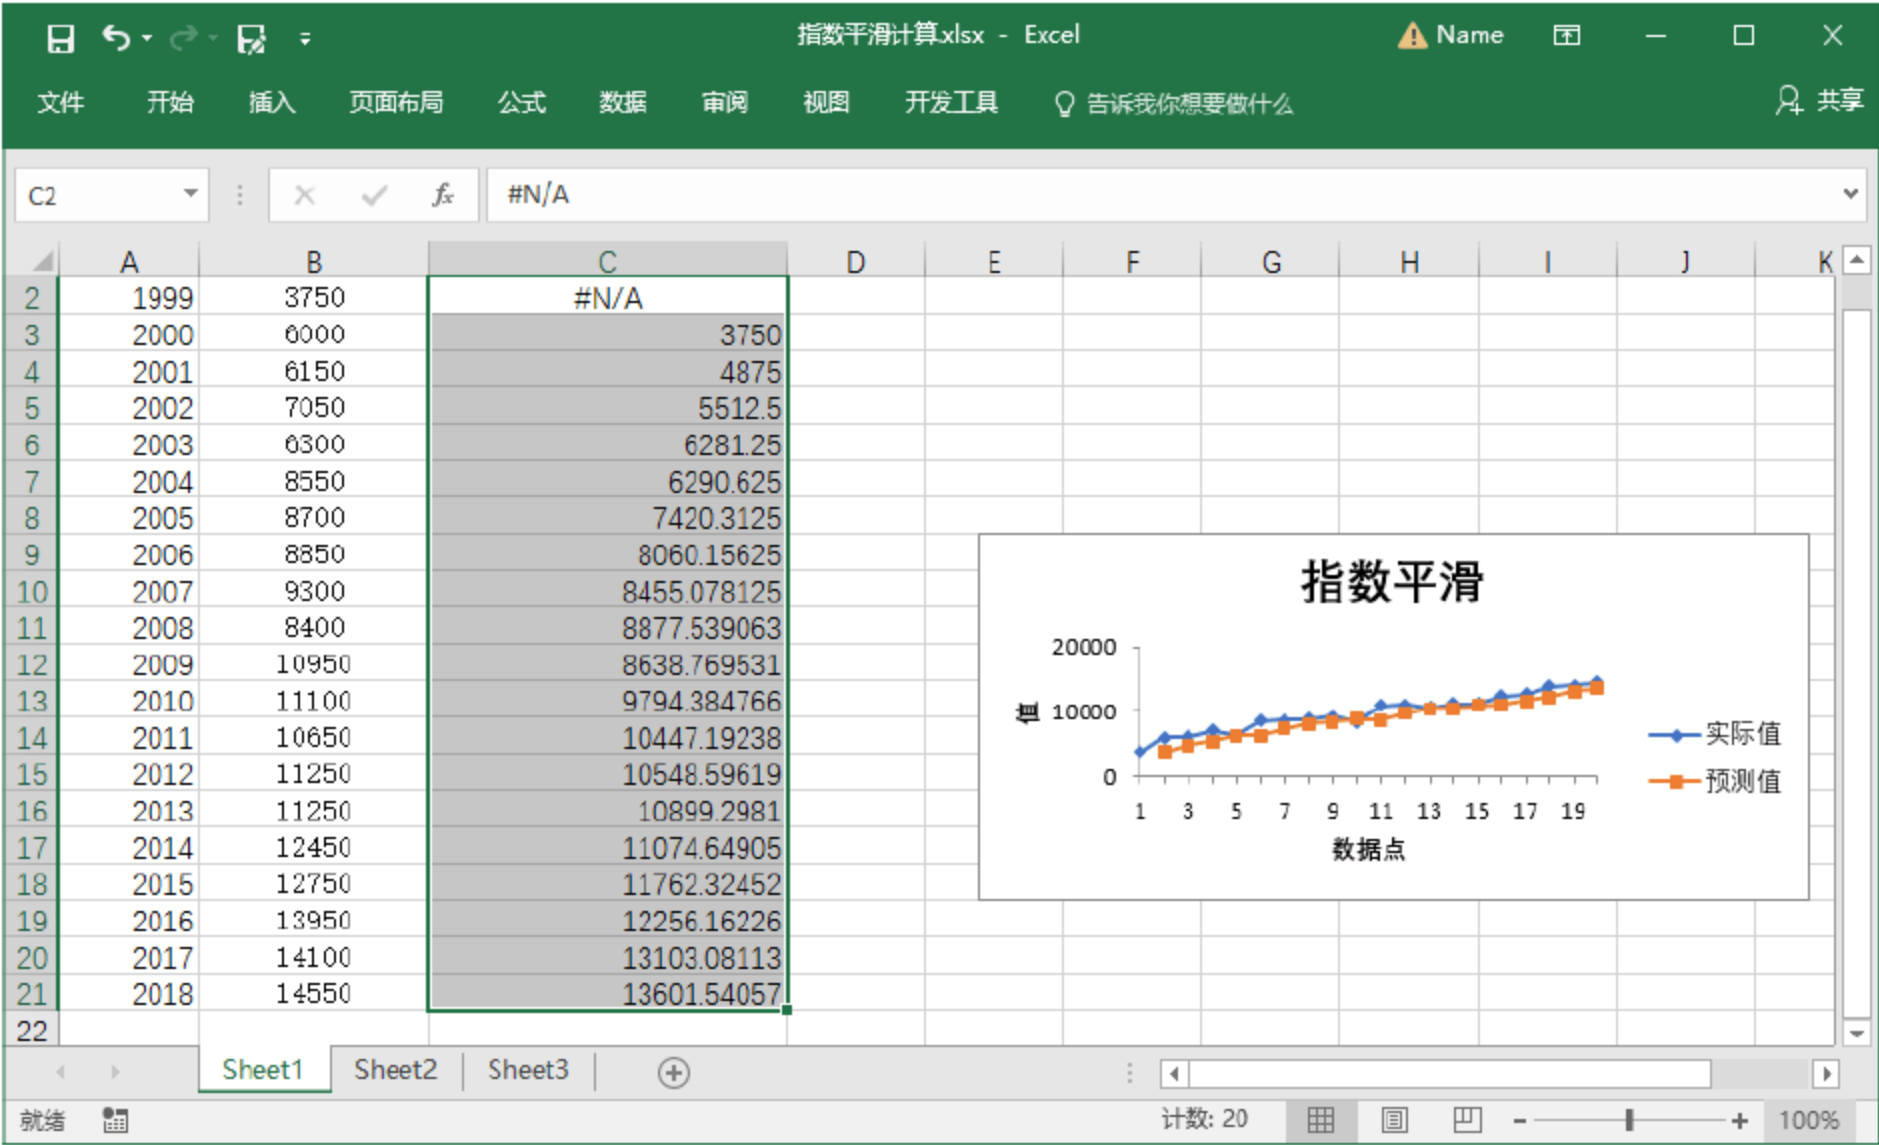 指数平滑计算.xlsx - Excel
Name
文件 开始 插入 页面布局 公式 数据 审阅 视图 开发工具 告诉我你想要做什么 共享
C2 fx #N/A
A B C D E F G H I J K
2 1999 3750 #N/A
3 2000 6000 3750
4 2001 6150 4875
5 2002 7050 5512.5
6 2003 6300 6281.25
7 2004 8550 6290.625
8 2005 8700 7420.3125
9 2006 8850 8060.15625
10 2007 9300 8455.078125
11 2008 8400 8877.539063
12 2009 10950 8638.769531
13 2010 11100 9794.384766
14 2011 10650 10447.19238
15 2012 11250 10548.59619
16 2013 11250 10899.2981
17 2014 12450 11074.64905
18 2015 12750 11762.32452
19 2016 13950 12256.16226
20 2017 14100 13103.08113
21 2018 14550 13601.54057
22
指数平滑
20000
10000
0
值
1 3 5 7 9 11 13 15 17 19
数据点
实际值
预测值
Sheet1 Sheet2 Sheet3
就绪 计数: 20 100%